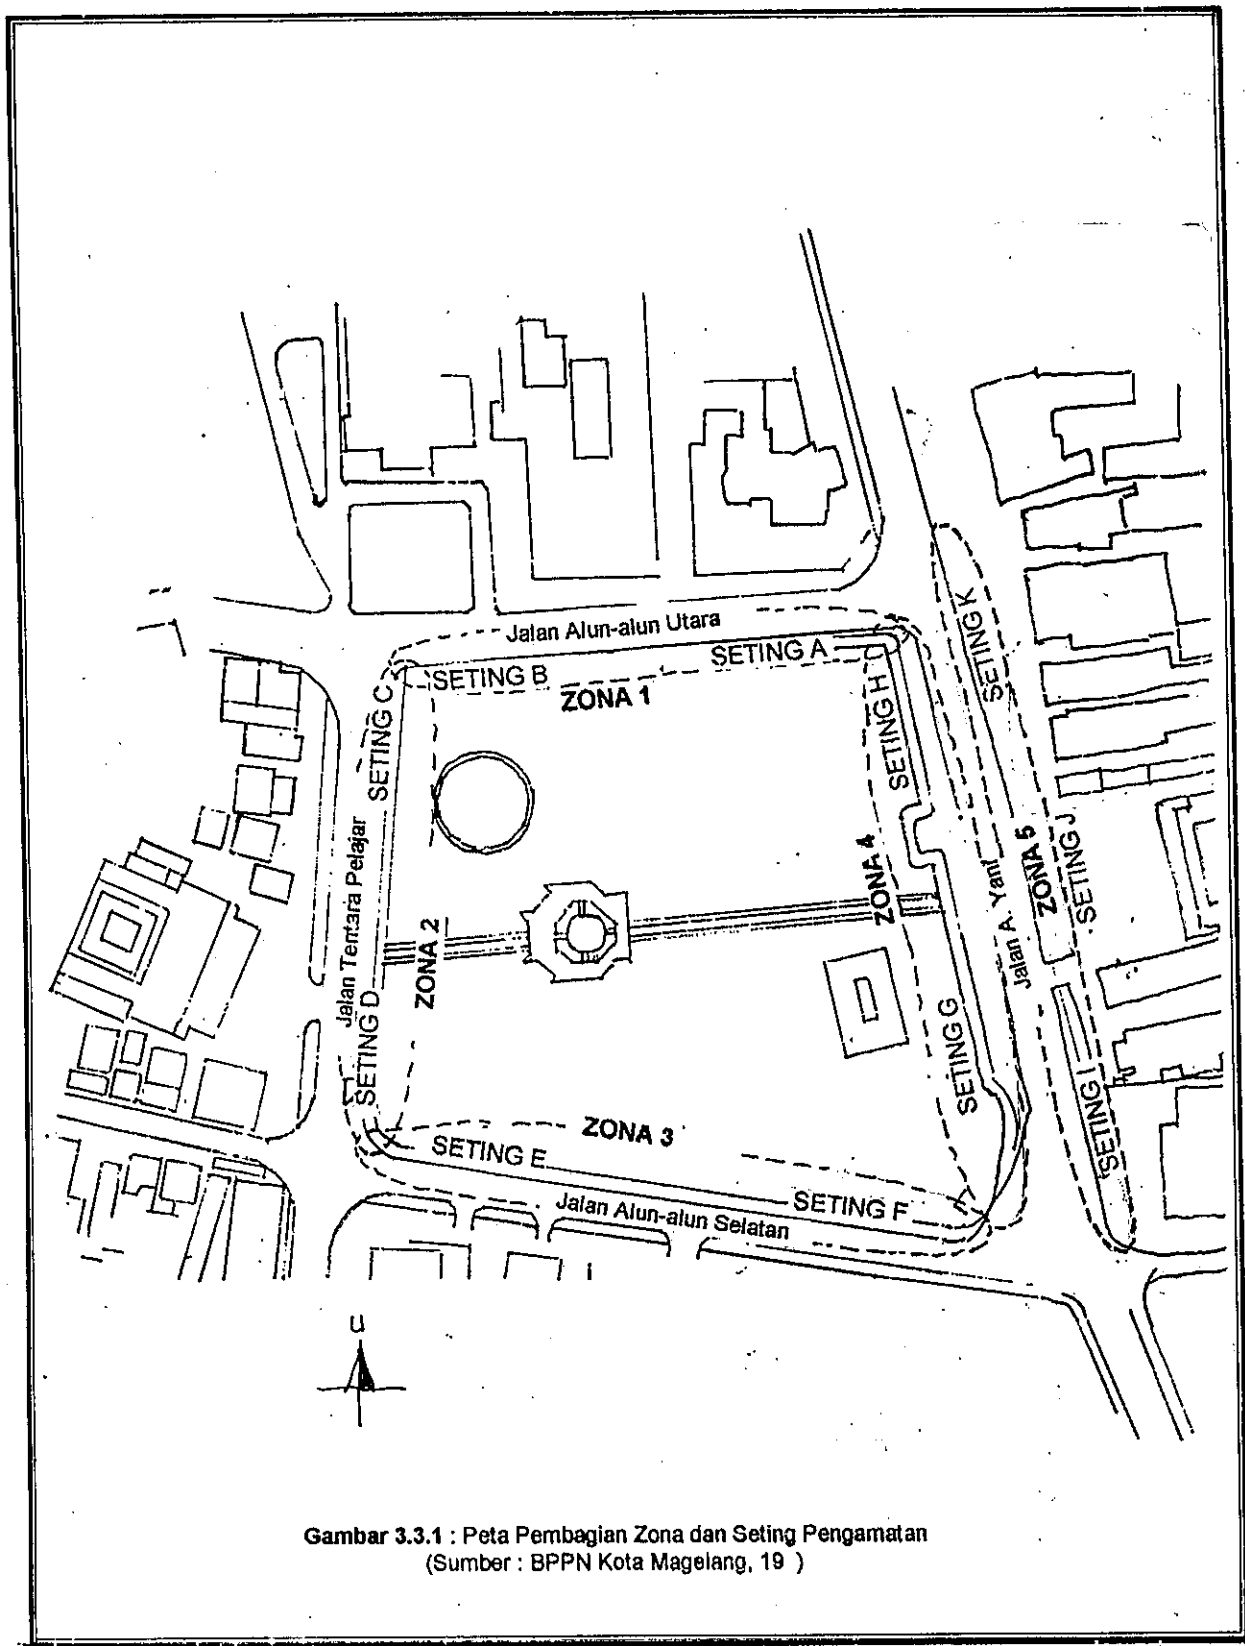 Jalan Alun-alun Utara
SETING A
SETING B
ZONA 1
SETING C
SETING H
SETING K
Jalan Tentara Pelajar
ZONA 2
SETING D
ZONA 4
Jalan A. Yani
ZONA 5
SETING J
SETING G
SETING I
ZONA 3
SETING E
SETING F
Jalan Alun-alun Selatan
u
Gambar 3.3.1 : Peta Pembagian Zona dan Seting Pengamatan
(Sumber : BPPN Kota Magelang, 19 )